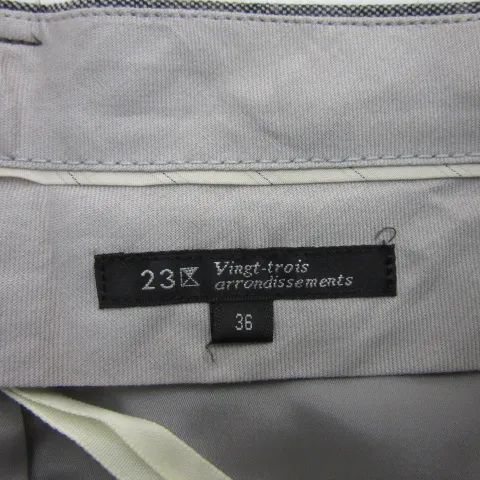 23区 Vingt-trois
arrondissements
36